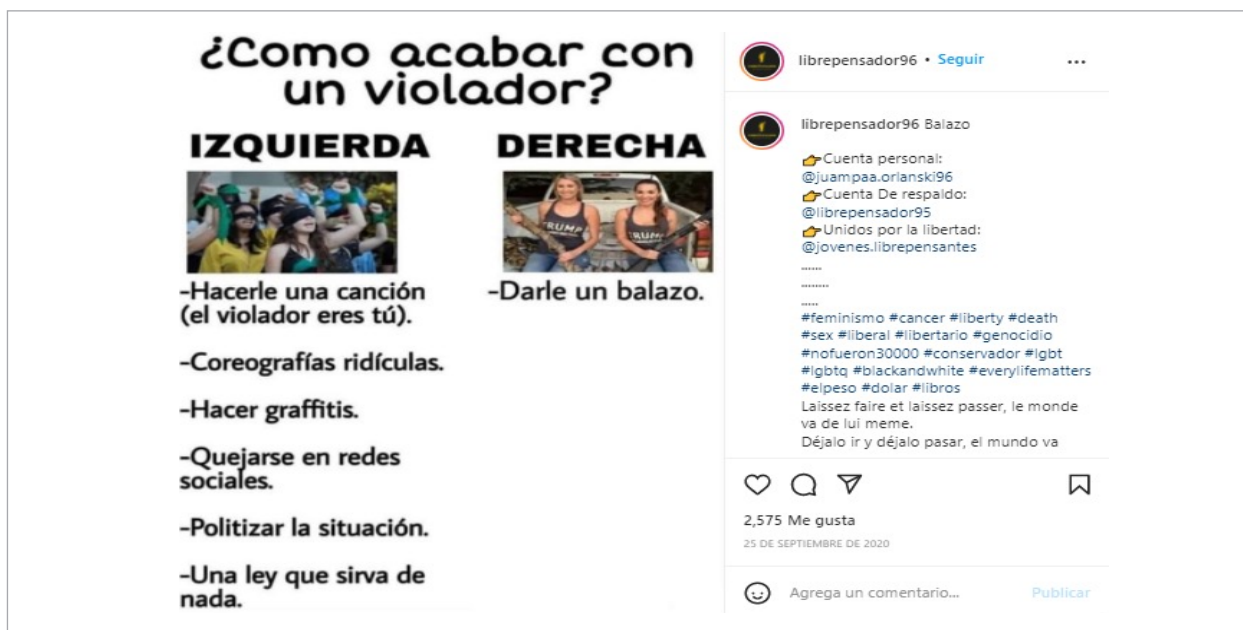 ¿Como acabar con
un violador?
IZQUIERDA
DERECHA
TRUMP
TRUMP
-Hacerle una canción
(el violador eres tú).
-Coreografías ridículas.
-Hacer graffitis.
-Quejarse en redes
sociales.
-Politizar la situación.
-Una ley que sirva de
nada.
-Darle un balazo.
librepensador96 • Seguir
librepensador96 Balazo
👉Cuenta personal:
@juampaa.orlanski96
👉Cuenta De respaldo:
@librepensador95
👉Unidos por la libertad:
@jovenes.librepensantes
......
........
.....
#feminismo #cancer #liberty #death
#sex #liberal #libertario #genocidio
#nofueron30000 #conservador #lgbt
#lgbtq #blackandwhite #everylifematters
#elpeso #dolar #libros
Laissez faire et laissez passer, le monde
va de lui meme.
Déjalo ir y déjalo pasar, el mundo va
2,575 Me gusta
25 DE SEPTIEMBRE DE 2020
Agrega un comentario...
Publicar